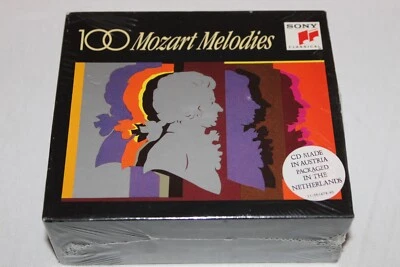 100 Mozart Melodies
SONY
CLASSICAL
CD MADE
IN AUSTRIA
PACKAGED
IN THE
NETHERLANDS